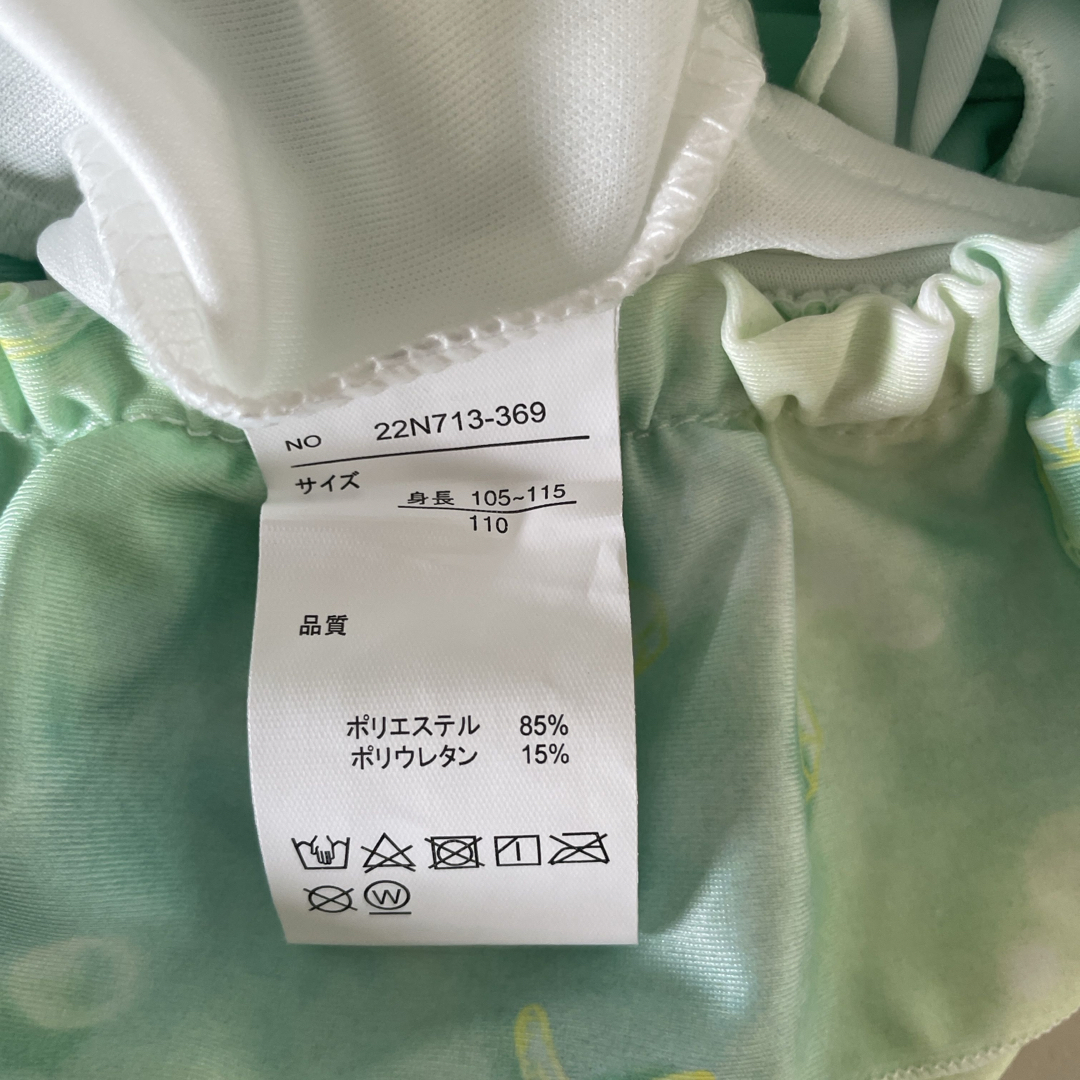 NO 22N713-369
サイズ
身長 105~115
110
品質
ポリエステル 85%
ポリウレタン 15%
W